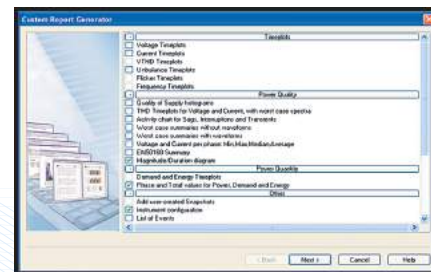 Custom Report Generator
Timeplots
Voltage Timeplots
Current Timeplots
VTHD Timeplots
Unbalance Timeplots
Flicker Timeplots
Frequency Timeplots
Power Quality
Quality of Supply histograms
THD Timeplots for Voltage and Current, with worst case spectra
Activity chart for Sags, Interruptions and Transients
Worst case summaries without waveforms
Worst case summaries with waveforms
Voltage and Current per phase: Min,Max,Median,Average
EN50160 Summary
Magnitude/Duration diagram
Power Quantity
Demand and Energy Timeplots
Phase and Total values for Power, Demand and Energy
Other
Add user-created Snapshots
Instrument configuration
List of Events
< Back
Next >
Cancel
Help